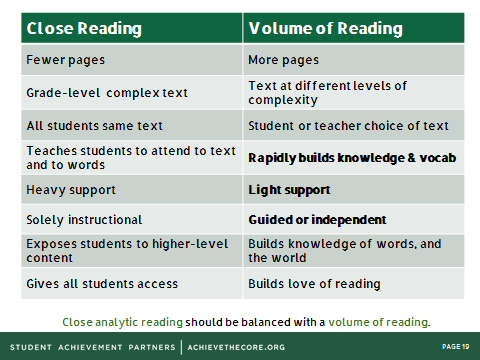 Close Reading
Volume of Reading
Fewer pages
More pages
Grade-level complex text
Text at different levels of
complexity
All students same text
Student or teacher choice of text
Teaches students to attend to text
and to words
Rapidly builds knowledge & vocab
Heavy support
Light support
Solely instructional
Guided or independent
Exposes students to higher-level
content
Builds knowledge of words, and
the world
Gives all students access
Builds love of reading
Close analytic reading should be balanced with a volume of reading.
STUDENT ACHIEVEMENT PARTNERS | ACHIEVETHECORE.ORG
PAGE 19